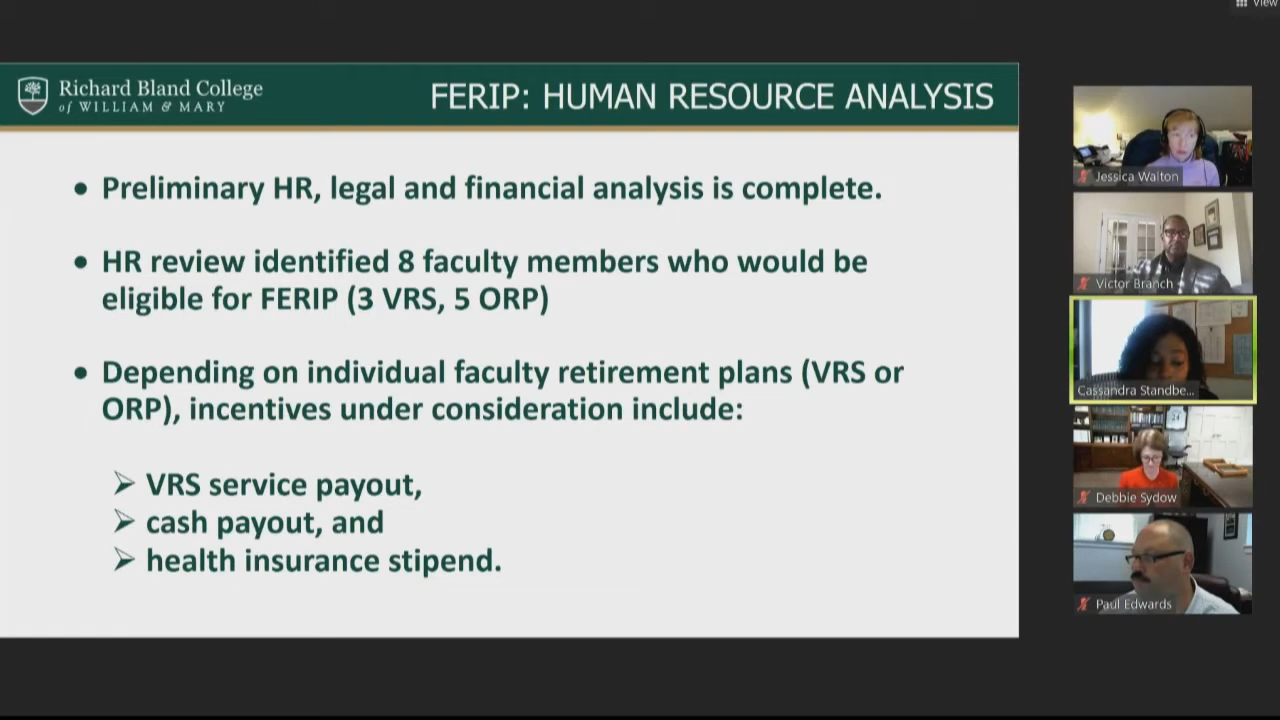 View
Richard Bland College
of WILLIAM & MARY
FERIP: HUMAN RESOURCE ANALYSIS
• Preliminary HR, legal and financial analysis is complete.
• HR review identified 8 faculty members who would be
eligible for FERIP (3 VRS, 5 ORP)
• Depending on individual faculty retirement plans (VRS or
ORP), incentives under consideration include:
➢ VRS service payout,
➢ cash payout, and
➢ health insurance stipend.
Jessica Walton
Victor Branch
Cassandra Standbe...
Debbie Sydow
Paul Edwards